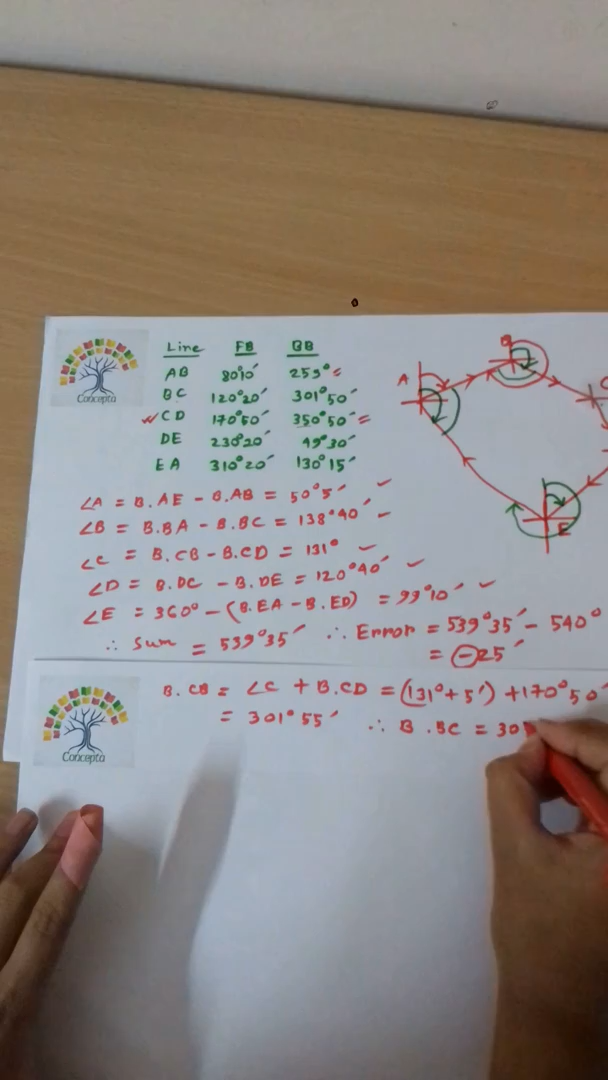 Concepta
Line FB BB
AB 80°10′ 259°
BC 120°20′ 301°50′
✓CD 170°50′ 350°50′ =
DE 230°20′ 49°30′
EA 310°20′ 130°15′
A
B
C
E
∠A = B.AE - B.AB = 50°5′ ✓
∠B = B.BA - B.BC = 138°40′ ✓
∠C = B.CB - B.CD = 131° ✓
∠D = B.DC - B.DE = 120°40′ ✓
∠E = 360° - (B.EA - B.ED) = 99°10′ ✓
∴ Sum = 539°35′ ∴ Error = 539°35′ - 540°
= -25′
Concepta
B.CB = ∠C + B.CD = (131°+5′) + 170°50′
= 301°55′ ∴ B.BC = 30